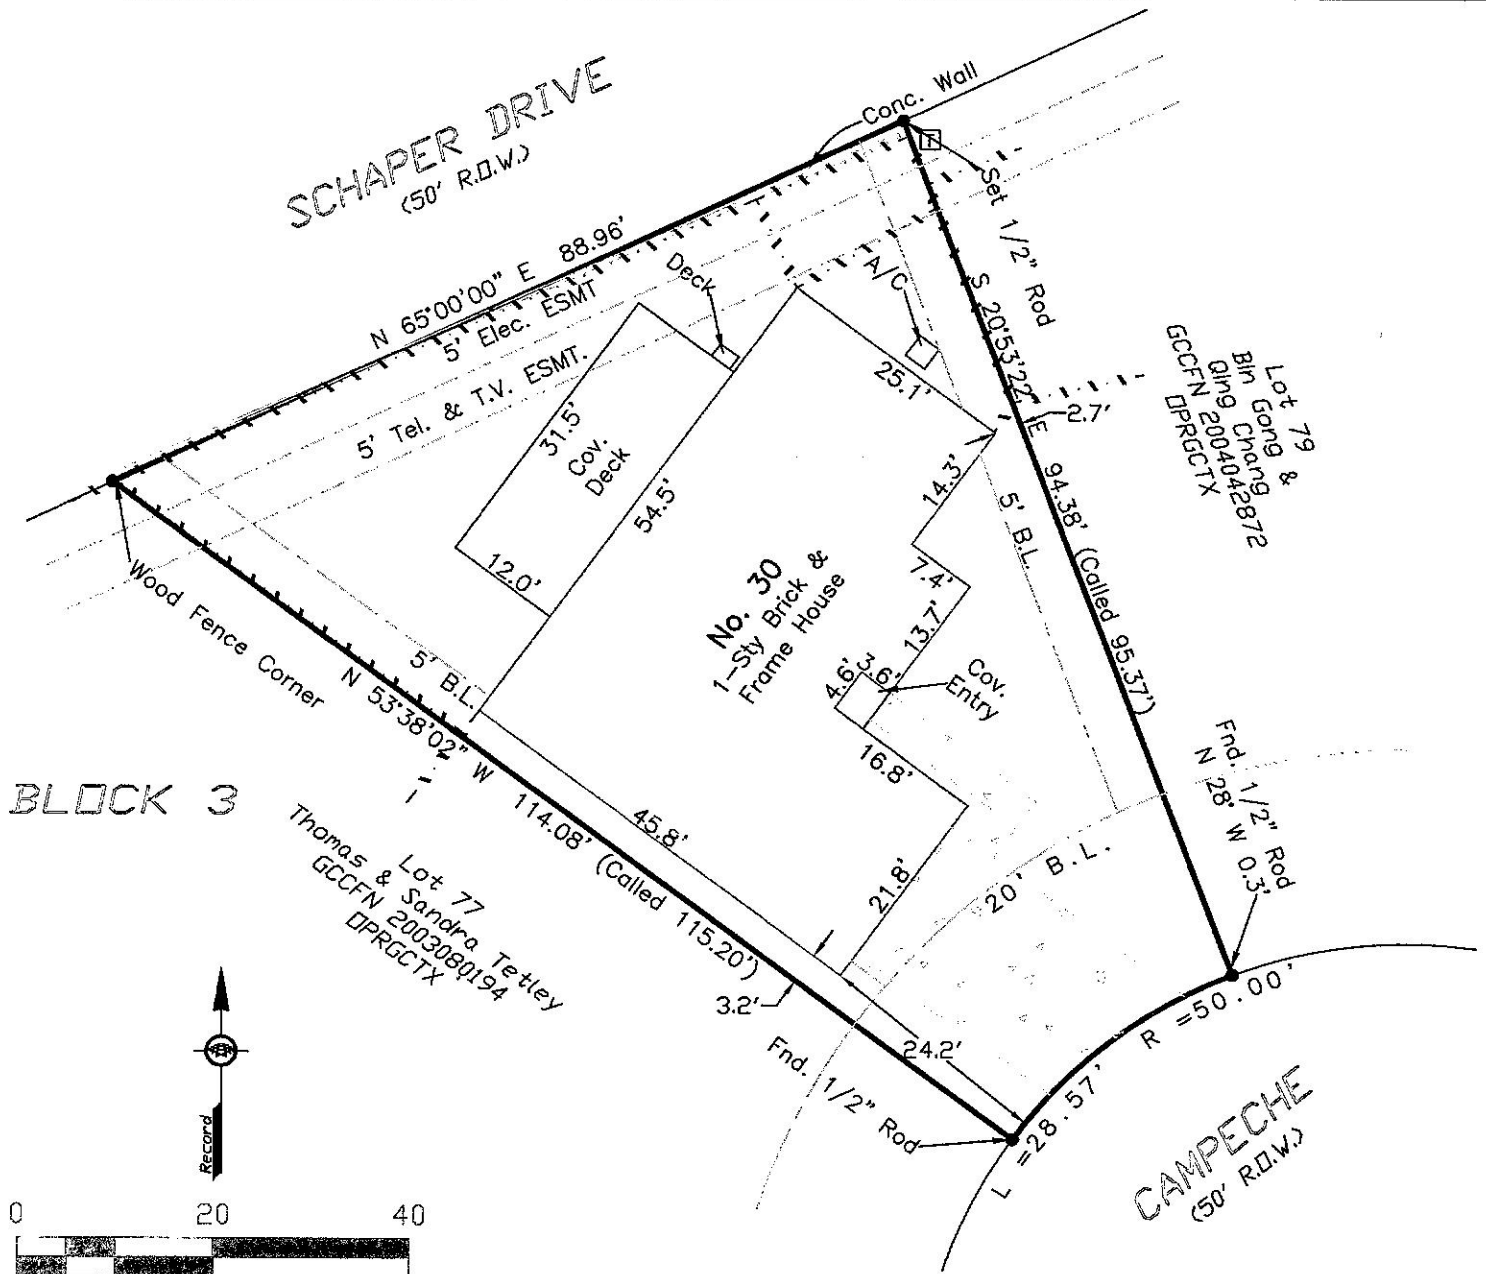 SCHAPER DRIVE
(50' R.O.W.)
Conc. Wall
T
Set 1/2" Rod
N 65°00'00" E 88.96'
5' Elec. ESMT
5' Tel. & T.V. ESMT.
Deck
A/C
25.1'
S 20°53'22" E 94.38' (Called 95.37')
2.7'
Lot 79
Bin Gong &
Qing Chang
GCCFN 2004042872
OPRGCTX
31.5'
Cov.
Deck
54.5'
12.0'
14.3'
5' B.L.
7.4'
13.7'
No. 30
1-Sty Brick &
Frame House
4.6'
3.6'
Cov.
Entry
16.8'
Wood Fence Corner
5' B.L.
N 53°38'02" W 114.08' (Called 115.20')
45.8'
21.8'
20' B.L.
Fnd. 1/2" Rod
N 28° W 0.3'
BLOCK 3
Lot 77
Thomas & Sandra Tetley
GCCFN 2003080194
OPRGCTX
3.2'
24.2'
Fnd. 1/2" Rod
L =28.57' R =50.00'
CAMPECHE
(50' R.O.W.)
Record
0 20 40